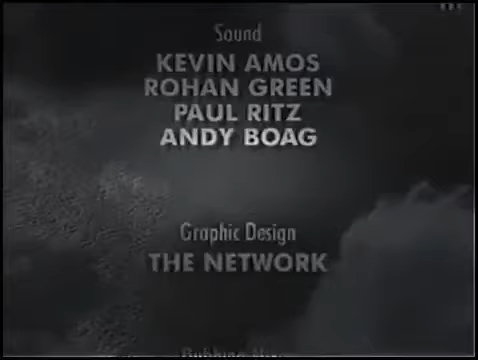 Sound
KEVIN AMOS
ROHAN GREEN
PAUL RITZ
ANDY BOAG
Graphic Design
THE NETWORK